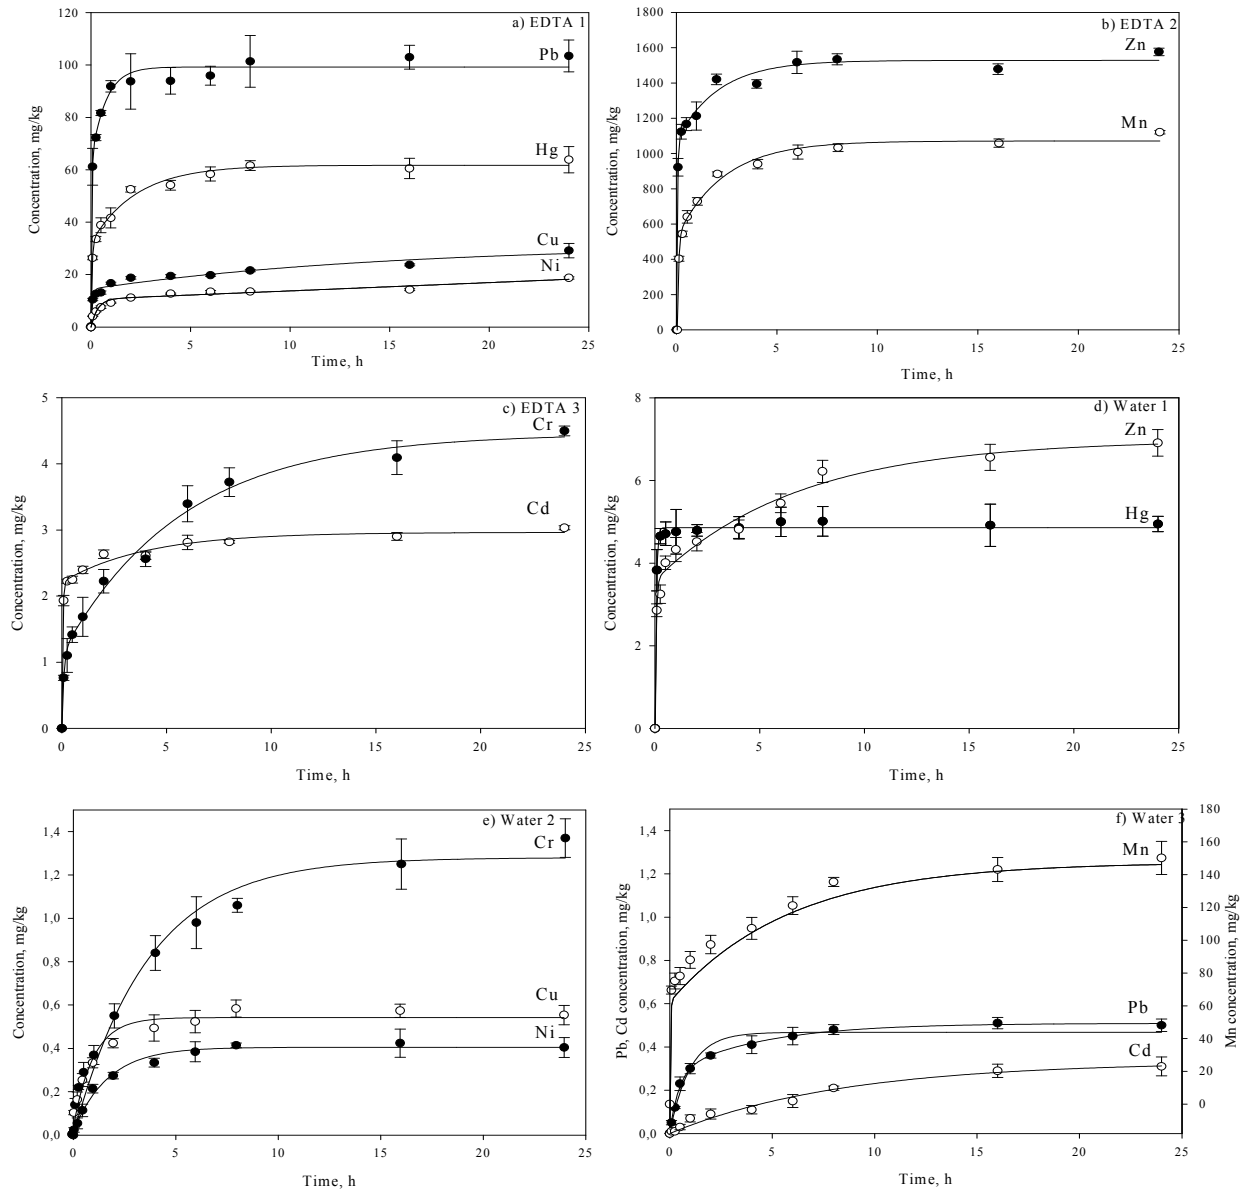 a) EDTA 1
120
100
80
60
40
20
0
Concentration, mg/kg
Pb
Hg
Cu
Ni
0 5 10 15 20 25
Time, h
b) EDTA 2
1800
1600
1400
1200
1000
800
600
400
200
0
Concentration, mg/kg
Zn
Mn
0 5 10 15 20 25
Time, h
c) EDTA 3
5
4
3
2
1
0
Concentration, mg/kg
Cr
Cd
0 5 10 15 20 25
Time, h
d) Water 1
8
6
4
2
0
Concentration, mg/kg
Zn
Hg
0 5 10 15 20 25
Time, h
e) Water 2
1,4
1,2
1,0
0,8
0,6
0,4
0,2
0,0
Concentration, mg/kg
Cr
Cu
Ni
0 5 10 15 20 25
Time, h
f) Water 3
1,4
1,2
1,0
0,8
0,6
0,4
0,2
0,0
Pb, Cd concentration, mg/kg
Mn
Pb
Cd
180
160
140
120
100
80
60
40
20
0
Mn concentration, mg/kg
0 5 10 15 20 25
Time, h